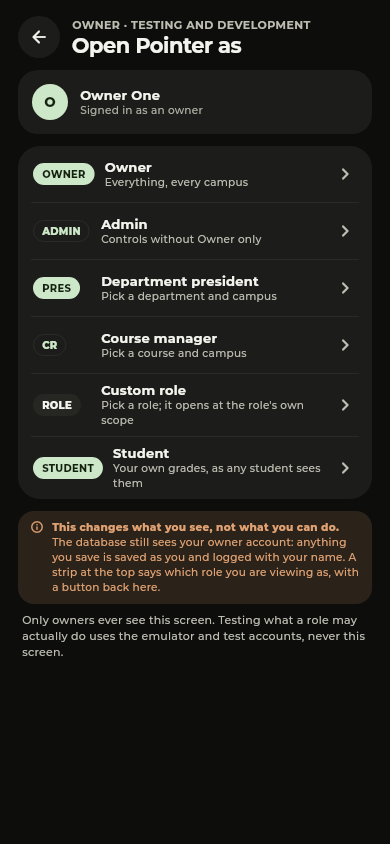 OWNER · TESTING AND DEVELOPMENT
Open Pointer as
O
Owner One
Signed in as an owner
OWNER
Owner
Everything, every campus
ADMIN
Admin
Controls without Owner only
PRES
Department president
Pick a department and campus
CR
Course manager
Pick a course and campus
ROLE
Custom role
Pick a role; it opens at the role's own
scope
STUDENT
Student
Your own grades, as any student sees
them
This changes what you see, not what you can do.
The database still sees your owner account: anything
you save is saved as you and logged with your name. A
strip at the top says which role you are viewing as, with
a button back here.
Only owners ever see this screen. Testing what a role may
actually do uses the emulator and test accounts, never this
screen.